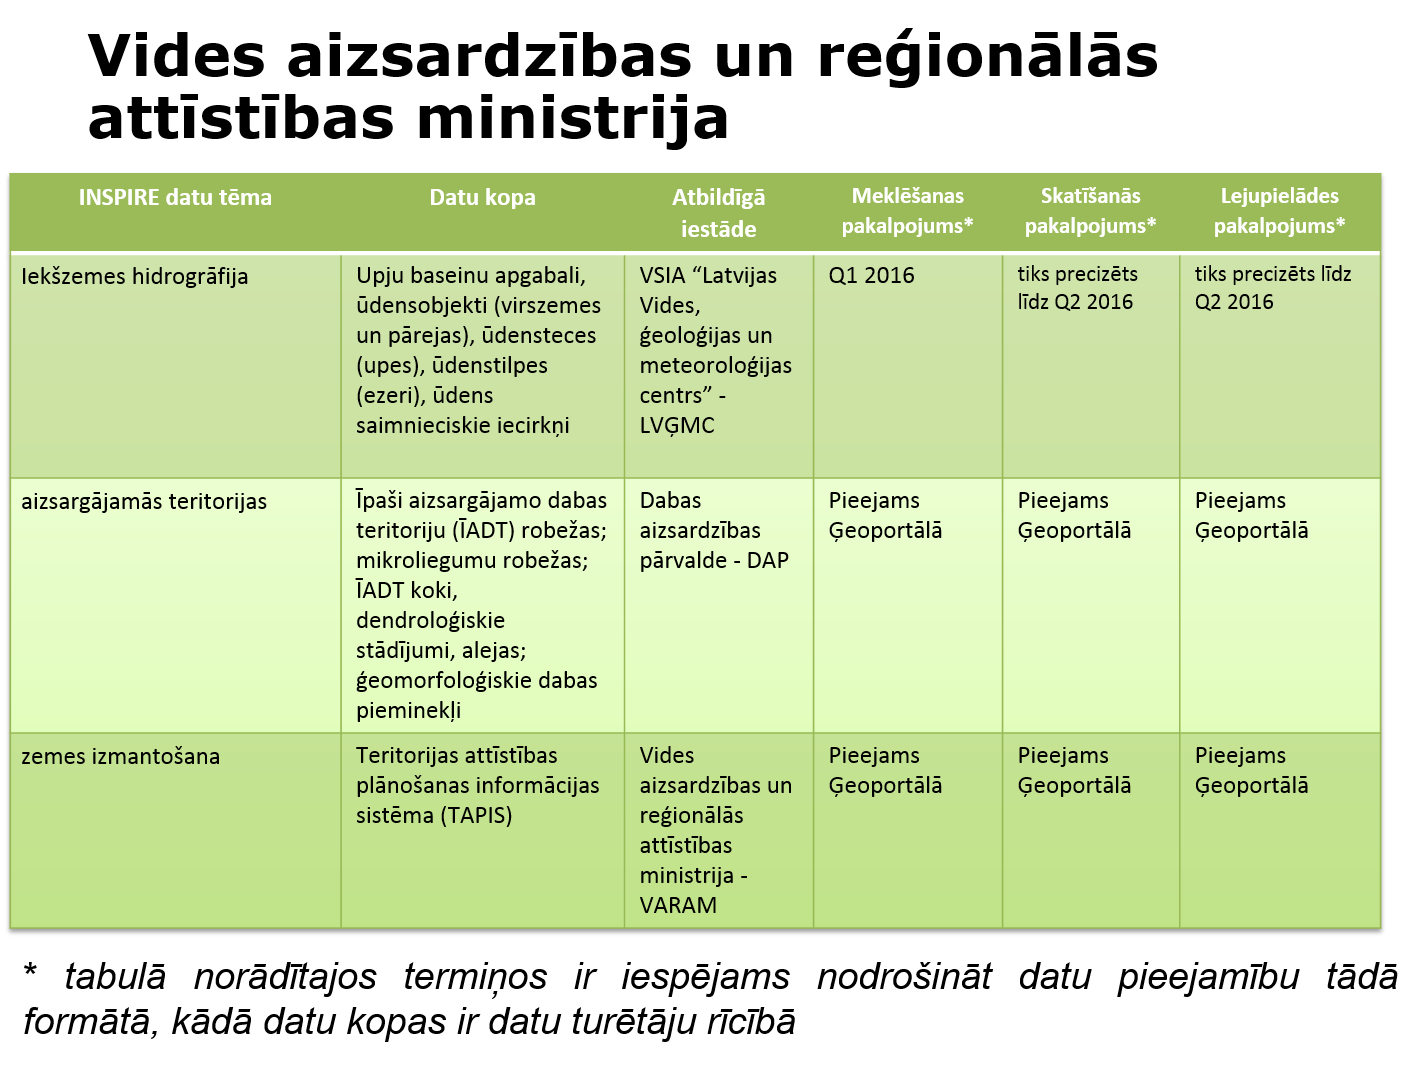 Vides aizsardzības un reģionālās
attīstības ministrija
INSPIRE datu tēma
Datu kopa
Atbildīgā
iestāde
Meklēšanas
pakalpojums*
Skatīšanās
pakalpojums*
Lejupielādes
pakalpojums*
Iekšzemes hidrogrāfija
Upju baseinu apgabali,
ūdensobjekti (virszemes
un pārejas), ūdensteces
(upes), ūdenstilpes
(ezeri), ūdens
saimnieciskie iecirkņi
VSIA “Latvijas
Vides,
ģeoloģijas un
meteoroloģijas
centrs” -
LVĢMC
Q1 2016
tiks precizēts
līdz Q2 2016
tiks precizēts līdz
Q2 2016
aizsargājamās teritorijas
Īpaši aizsargājamo dabas
teritoriju (ĪADT) robežas;
mikroliegumu robežas;
ĪADT koki,
dendroloģiskie
stādījumi, alejas;
ģeomorfoloģiskie dabas
pieminekļi
Dabas
aizsardzības
pārvalde - DAP
Pieejams
Ģeoportālā
Pieejams
Ģeoportālā
Pieejams
Ģeoportālā
zemes izmantošana
Teritorijas attīstības
plānošanas informācijas
sistēma (TAPIS)
Vides
aizsardzības un
reģionālās
attīstības
ministrija -
VARAM
Pieejams
Ģeoportālā
Pieejams
Ģeoportālā
Pieejams
Ģeoportālā
* tabulā norādītajos termiņos ir iespējams nodrošināt datu pieejamību tādā
formātā, kādā datu kopas ir datu turētāju rīcībā